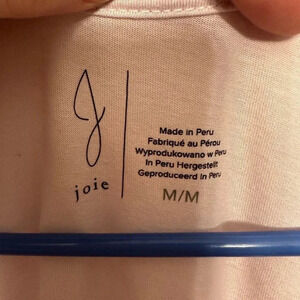 J
joie
Made in Peru
Fabriqué au Pérou
Wyprodukowano w Peru
In Peru Hergestellt
Geproduceerd In Peru
M/M